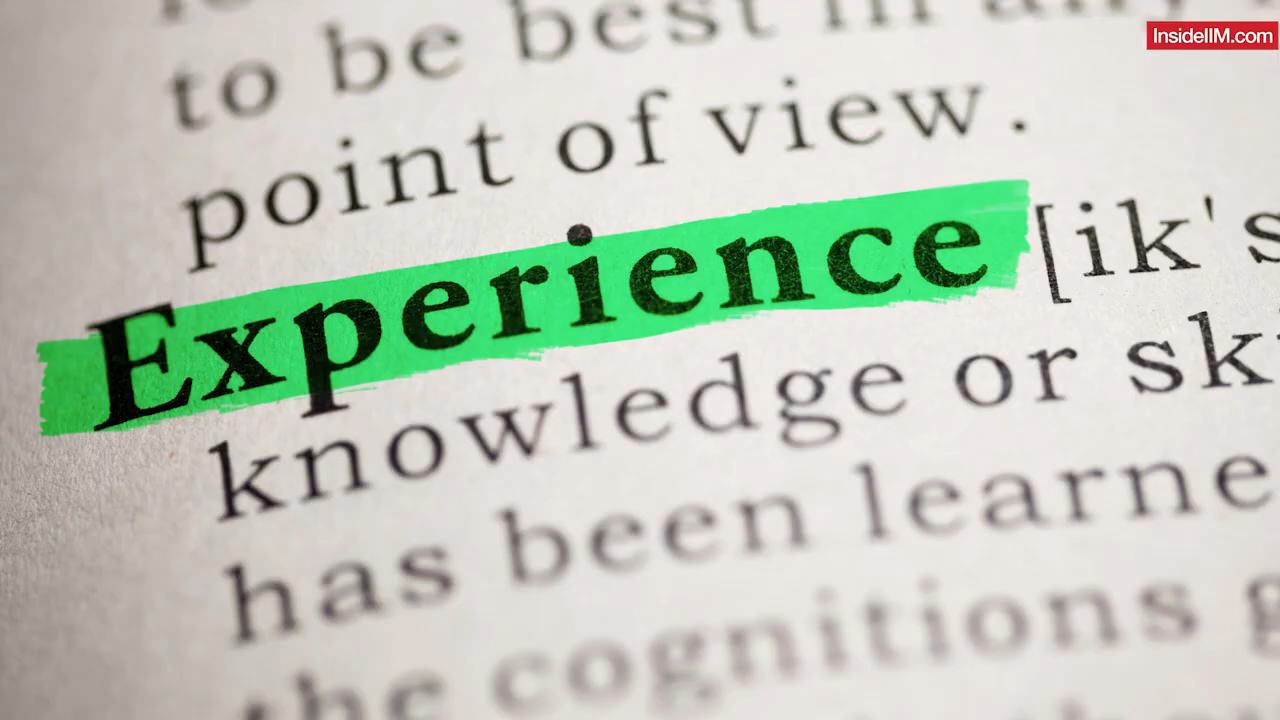 InsideIIM.com
to be best in any
point of view.
Experience [ik's
knowledge or sk
has been learne
the cognitions g